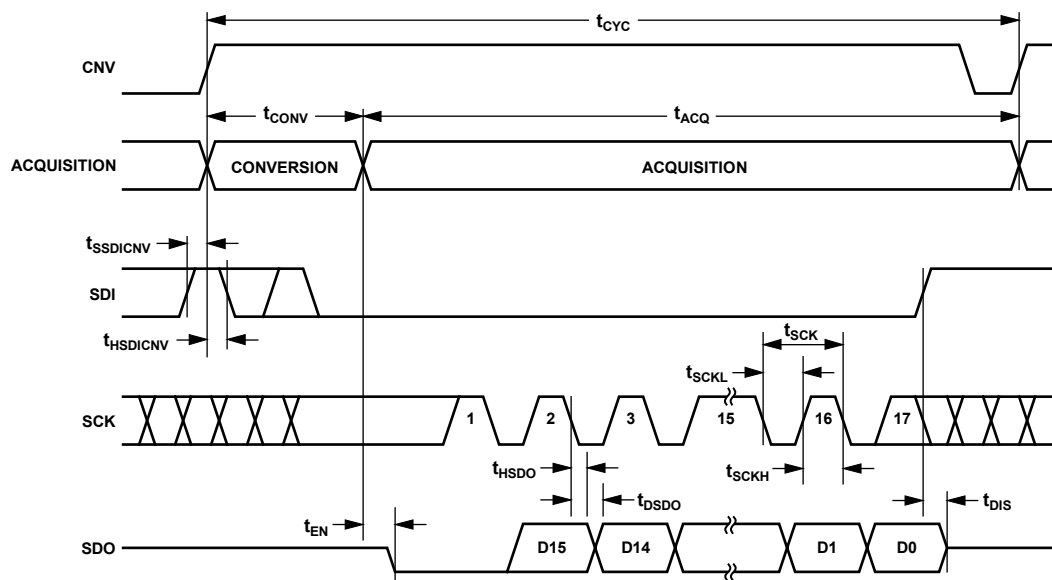 tCYC
CNV
tCONV
tACQ
ACQUISITION
CONVERSION
ACQUISITION
tSSDICNV
SDI
tHSDICNV
tSCK
tSCKL
SCK
1
2
3
15
16
17
tHSDO
tSCKH
tDSDO
tDIS
tEN
SDO
D15
D14
D1
D0